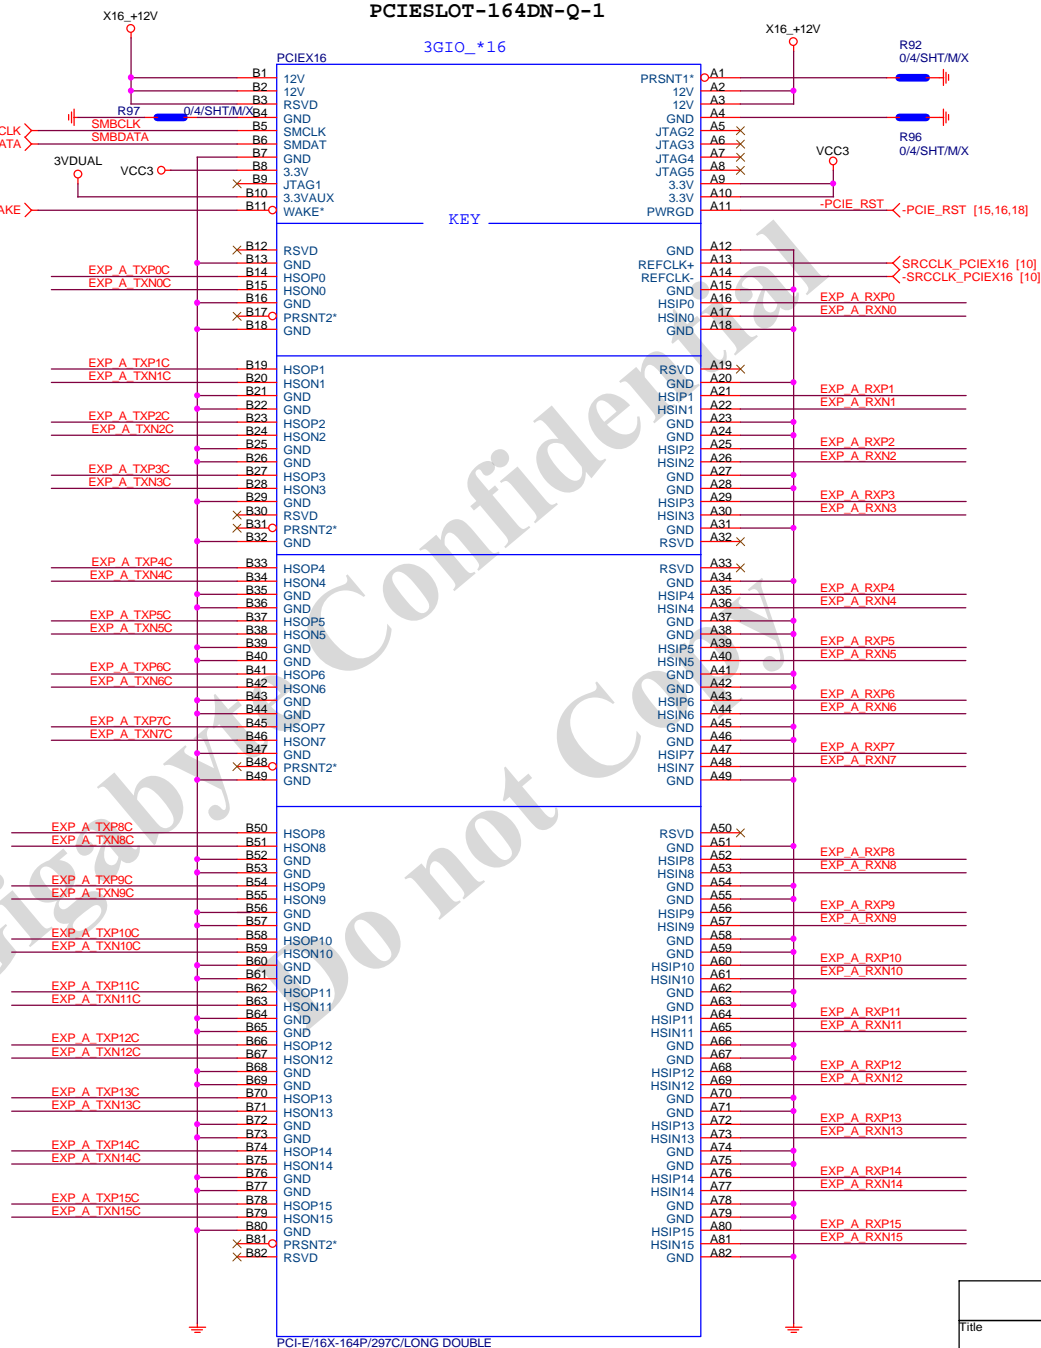 PCIESLOT-164DN-Q-1
X16_+12V
3GIO_*16
X16_+12V
PCIEX16
R92
0/4/SHT/M/X
B1 12V PRSNT1* A1
B2 12V 12V A2
B3 RSVD 12V A3
R97 0/4/SHT/M/X B4 GND GND A4
CLK SMBCLK B5 SMCLK JTAG2 A5
ATA SMBDATA B6 SMDAT JTAG3 A6
R96
0/4/SHT/M/X
B7 GND JTAG4 A7
3VDUAL VCC3 B8 3.3V JTAG5 A8 VCC3
B9 JTAG1 3.3V A9
B10 3.3VAUX 3.3V A10
AKE B11 WAKE* PWRGD A11 -PCIE_RST -PCIE_RST [15,16,18]
KEY
B12 RSVD GND A12
B13 GND REFCLK+ A13 SRCCLK_PCIEX16 [10]
EXP_A_TXP0C B14 HSOP0 REFCLK- A14 -SRCCLK_PCIEX16 [10]
EXP_A_TXN0C B15 HSON0 GND A15
B16 GND HSIP0 A16 EXP_A_RXP0
B17 PRSNT2* HSIN0 A17 EXP_A_RXN0
B18 GND GND A18
EXP_A_TXP1C B19 HSOP1 RSVD A19
EXP_A_TXN1C B20 HSON1 GND A20
B21 GND HSIP1 A21 EXP_A_RXP1
B22 GND HSIN1 A22 EXP_A_RXN1
EXP_A_TXP2C B23 HSOP2 GND A23
EXP_A_TXN2C B24 HSON2 GND A24
B25 GND HSIP2 A25 EXP_A_RXP2
B26 GND HSIN2 A26 EXP_A_RXN2
EXP_A_TXP3C B27 HSOP3 GND A27
EXP_A_TXN3C B28 HSON3 GND A28
B29 GND HSIP3 A29 EXP_A_RXP3
B30 RSVD HSIN3 A30 EXP_A_RXN3
B31 PRSNT2* GND A31
B32 GND RSVD A32
EXP_A_TXP4C B33 HSOP4 RSVD A33
EXP_A_TXN4C B34 HSON4 GND A34
B35 GND HSIP4 A35 EXP_A_RXP4
B36 GND HSIN4 A36 EXP_A_RXN4
EXP_A_TXP5C B37 HSOP5 GND A37
EXP_A_TXN5C B38 HSON5 GND A38
B39 GND HSIP5 A39 EXP_A_RXP5
B40 GND HSIN5 A40 EXP_A_RXN5
EXP_A_TXP6C B41 HSOP6 GND A41
EXP_A_TXN6C B42 HSON6 GND A42
B43 GND HSIP6 A43 EXP_A_RXP6
B44 GND HSIN6 A44 EXP_A_RXN6
EXP_A_TXP7C B45 HSOP7 GND A45
EXP_A_TXN7C B46 HSON7 GND A46
B47 GND HSIP7 A47 EXP_A_RXP7
B48 PRSNT2* HSIN7 A48 EXP_A_RXN7
B49 GND GND A49
EXP_A_TXP8C B50 HSOP8 RSVD A50
EXP_A_TXN8C B51 HSON8 GND A51
B52 GND HSIP8 A52 EXP_A_RXP8
B53 GND HSIN8 A53 EXP_A_RXN8
EXP_A_TXP9C B54 HSOP9 GND A54
EXP_A_TXN9C B55 HSON9 GND A55
B56 GND HSIP9 A56 EXP_A_RXP9
B57 GND HSIN9 A57 EXP_A_RXN9
EXP_A_TXP10C B58 HSOP10 GND A58
EXP_A_TXN10C B59 HSON10 GND A59
B60 GND HSIP10 A60 EXP_A_RXP10
B61 GND HSIN10 A61 EXP_A_RXN10
EXP_A_TXP11C B62 HSOP11 GND A62
EXP_A_TXN11C B63 HSON11 GND A63
B64 GND HSIP11 A64 EXP_A_RXP11
B65 GND HSIN11 A65 EXP_A_RXN11
EXP_A_TXP12C B66 HSOP12 GND A66
EXP_A_TXN12C B67 HSON12 GND A67
B68 GND HSIP12 A68 EXP_A_RXP12
B69 GND HSIN12 A69 EXP_A_RXN12
EXP_A_TXP13C B70 HSOP13 GND A70
EXP_A_TXN13C B71 HSON13 GND A71
B72 GND HSIP13 A72 EXP_A_RXP13
B73 GND HSIN13 A73 EXP_A_RXN13
EXP_A_TXP14C B74 HSOP14 GND A74
EXP_A_TXN14C B75 HSON14 GND A75
B76 GND HSIP14 A76 EXP_A_RXP14
B77 GND HSIN14 A77 EXP_A_RXN14
EXP_A_TXP15C B78 HSOP15 GND A78
EXP_A_TXN15C B79 HSON15 GND A79
B80 GND HSIP15 A80 EXP_A_RXP15
B81 PRSNT2* HSIN15 A81 EXP_A_RXN15
B82 RSVD GND A82
PCI-E/16X-164P/297C/LONG DOUBLE
Title
Gigabyte Confidential
Do not Copy